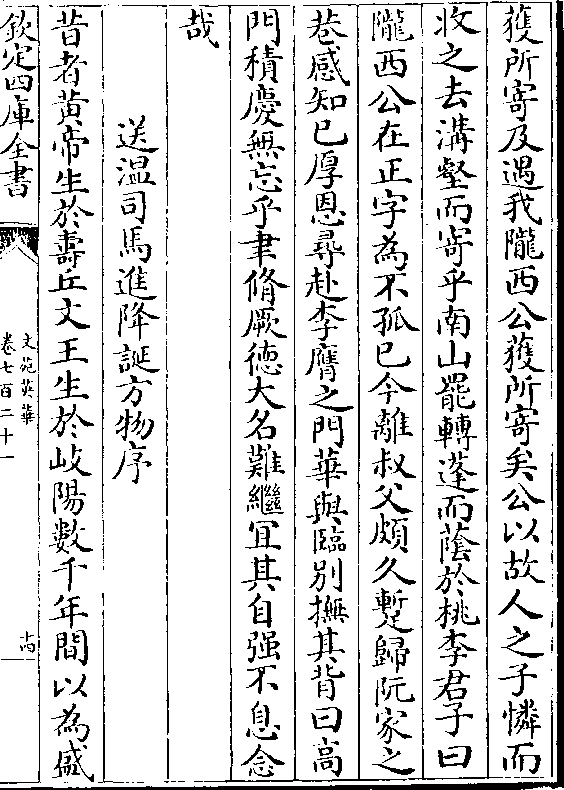 獲所寄及遇我隴西公獲所寄矣公以故人之子憐而
收之去溝壑而寄乎南山罷轉蓬而蔭於桃李君子曰
隴西公在正字為不孤已今離叔父頗久蹔歸阮家之
巷感知已厚恩尋赴李膺之門華與臨别撫其背曰高
門積慶無忘乎聿脩厥德大名難繼宜其自强不息念
哉
送温司馬進降誕方物序
昔者黃帝生於壽丘文王生於岐陽數千年間以為盛
欽定四庫全書
文苑英華
卷七百二十一
十四